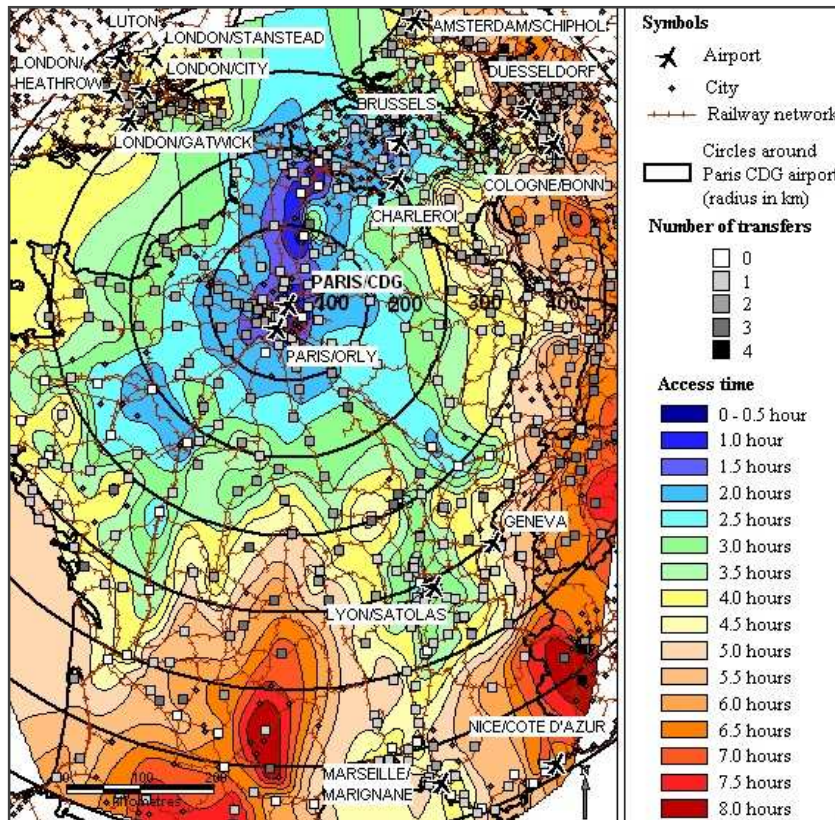 LUTON
LONDON/STANSTEAD
LONDON/
HEATHROW
LONDON/CITY
LONDON/GATWICK
AMSTERDAM/SCHIPHOL
DUESSELDORF
BRUSSELS
COLOGNE/BONN
CHARLEROI
PARIS/CDG
100 200 300 400
PARIS/ORLY
GENEVA
LYON/SATOLAS
NICE/COTE D'AZUR
MARSEILLE/
MARIGNANE
0 100 200
Kilometres
N
Symbols
Airport
City
Railway network
Circles around
Paris CDG airport
(radius in km)
Number of transfers
0
1
2
3
4
Access time
0 - 0.5 hour
1.0 hour
1.5 hours
2.0 hours
2.5 hours
3.0 hours
3.5 hours
4.0 hours
4.5 hours
5.0 hours
5.5 hours
6.0 hours
6.5 hours
7.0 hours
7.5 hours
8.0 hours